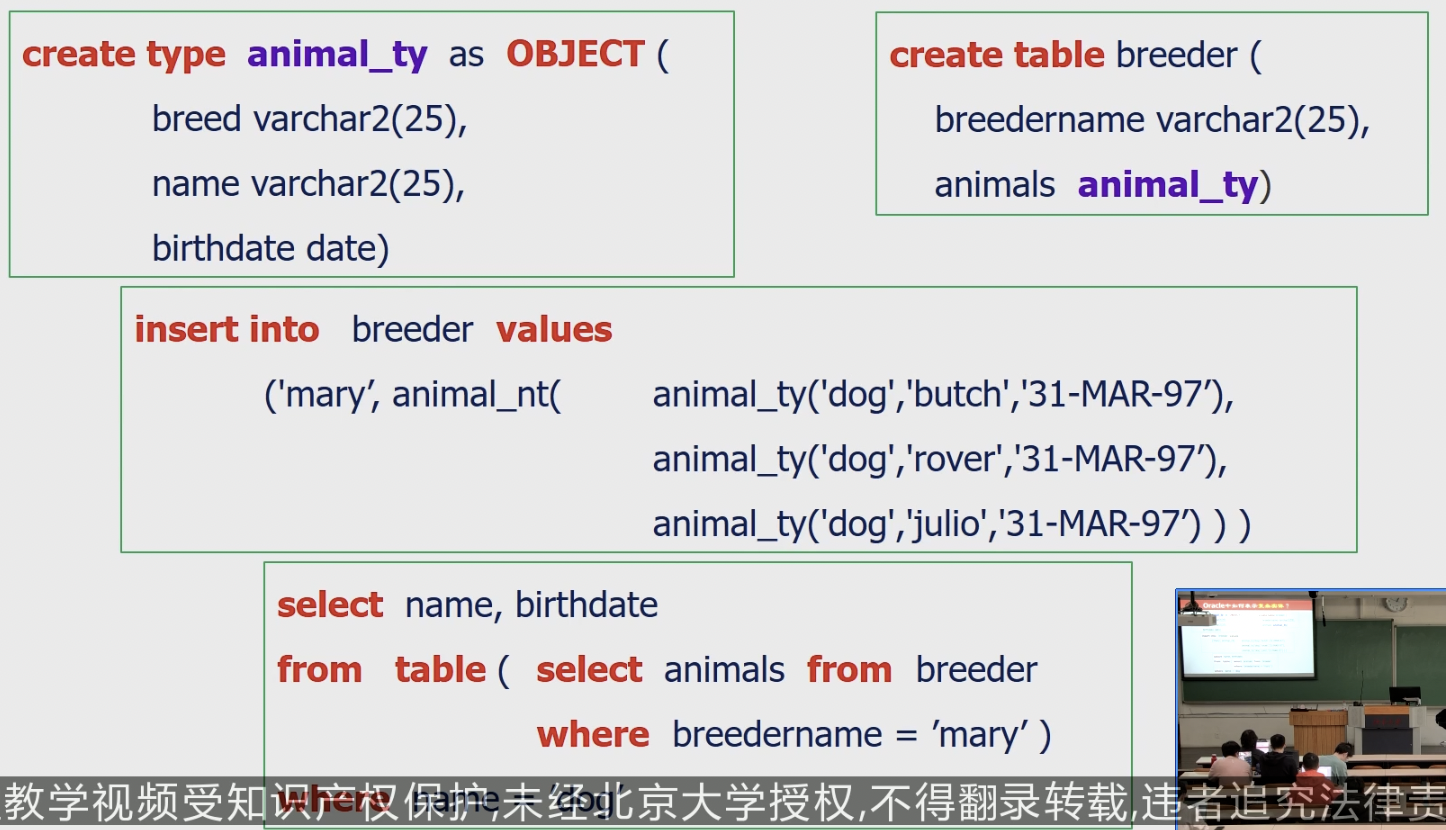 create type animal_ty as OBJECT (
breed varchar2(25),
name varchar2(25),
birthdate date)
create table breeder (
breedername varchar2(25),
animals animal_ty)
insert into breeder values
('mary’, animal_nt( animal_ty('dog','butch','31-MAR-97’),
animal_ty('dog','rover','31-MAR-97’),
animal_ty('dog','julio','31-MAR-97’) ) )
select name, birthdate
from table ( select animals from breeder
where breedername = ’mary’ )
where name = ’dog’
教学视频受知识产权保护,未经北京大学授权,不得翻录转载,违者追究法律责